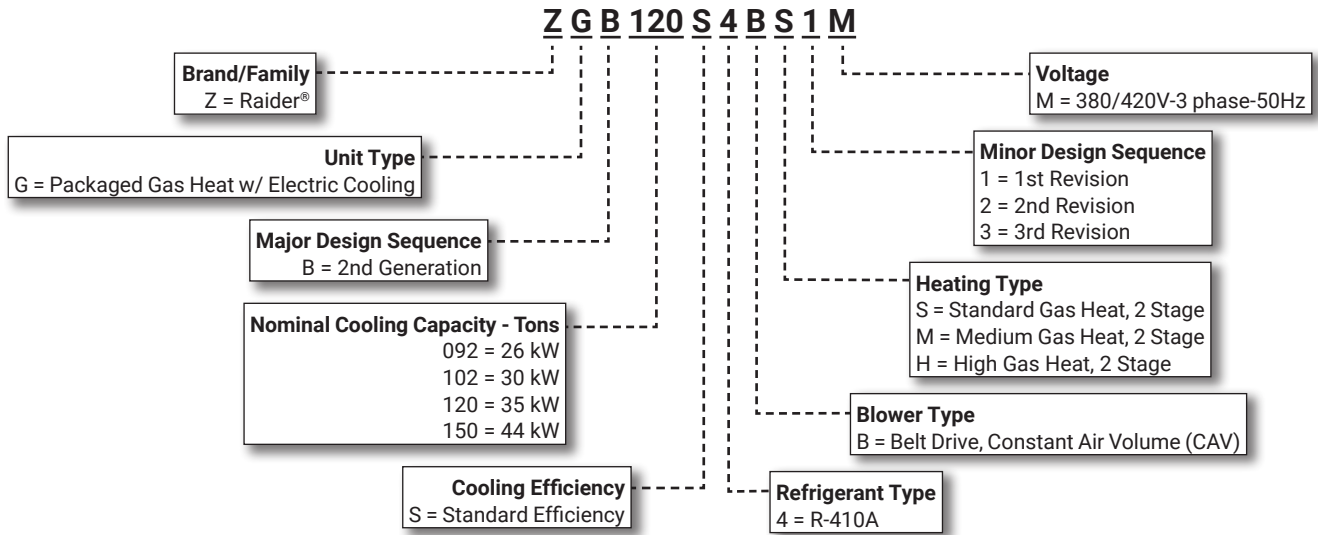 Z G B 120 S 4 B S 1 M
Brand/Family
Z = Raider®
Unit Type
G = Packaged Gas Heat w/ Electric Cooling
Major Design Sequence
B = 2nd Generation
Nominal Cooling Capacity - Tons
092 = 26 kW
102 = 30 kW
120 = 35 kW
150 = 44 kW
Cooling Efficiency
S = Standard Efficiency
Voltage
M = 380/420V-3 phase-50Hz
Minor Design Sequence
1 = 1st Revision
2 = 2nd Revision
3 = 3rd Revision
Heating Type
S = Standard Gas Heat, 2 Stage
M = Medium Gas Heat, 2 Stage
H = High Gas Heat, 2 Stage
Blower Type
B = Belt Drive, Constant Air Volume (CAV)
Refrigerant Type
4 = R-410A